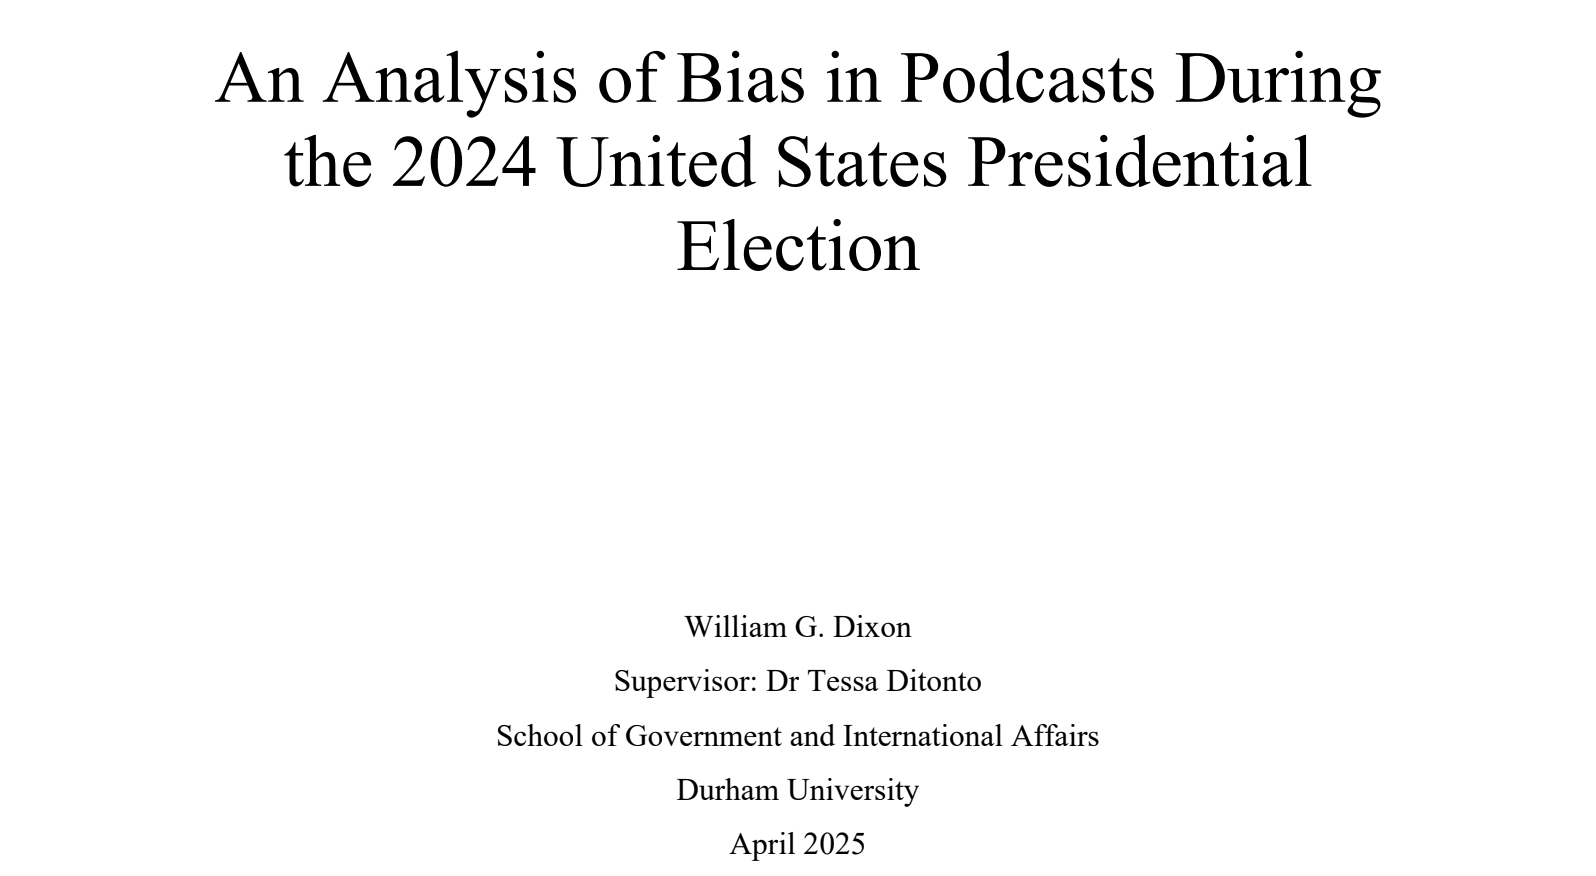 An Analysis of Bias in Podcasts During
the 2024 United States Presidential
Election
William G. Dixon
Supervisor: Dr Tessa Ditonto
School of Government and International Affairs
Durham University
April 2025